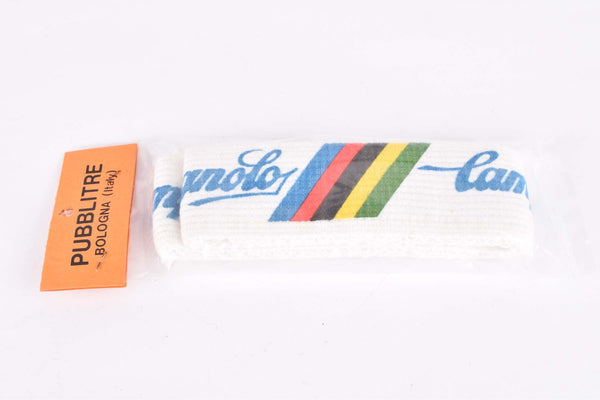 PUBBLITRE
BOLOGNA (Italy)
agnolo
Cam